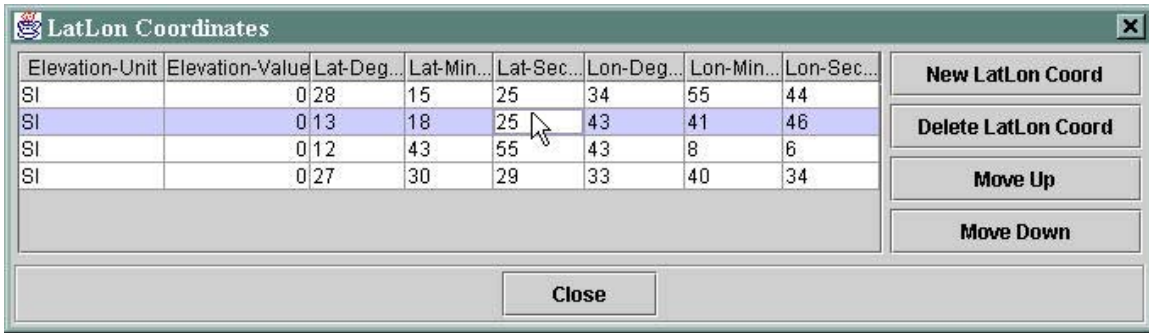 LatLon Coordinates
Elevation-Unit Elevation-Value Lat-Deg... Lat-Min... Lat-Sec... Lon-Deg... Lon-Min... Lon-Sec...
SI 0 28 15 25 34 55 44
SI 0 13 18 25 43 41 46
SI 0 12 43 55 43 8 6
SI 0 27 30 29 33 40 34
New LatLon Coord
Delete LatLon Coord
Move Up
Move Down
Close